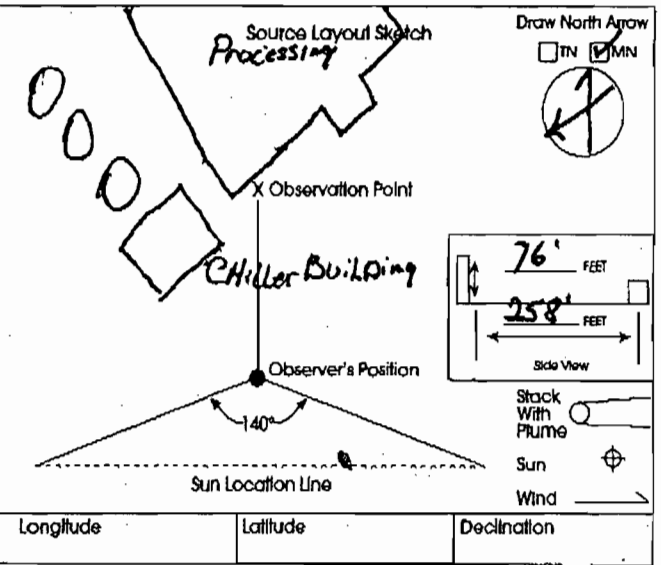 Source Layout Sketch
Processing
Draw North Arrow
TN MN
X Observation Point
CHiller BuiLDing
76' FEET
258' FEET
Side View
Observer's Position
140°
Sun Location Line
Stack
With
Plume
Sun
Wind
Longitude Latitude Declination